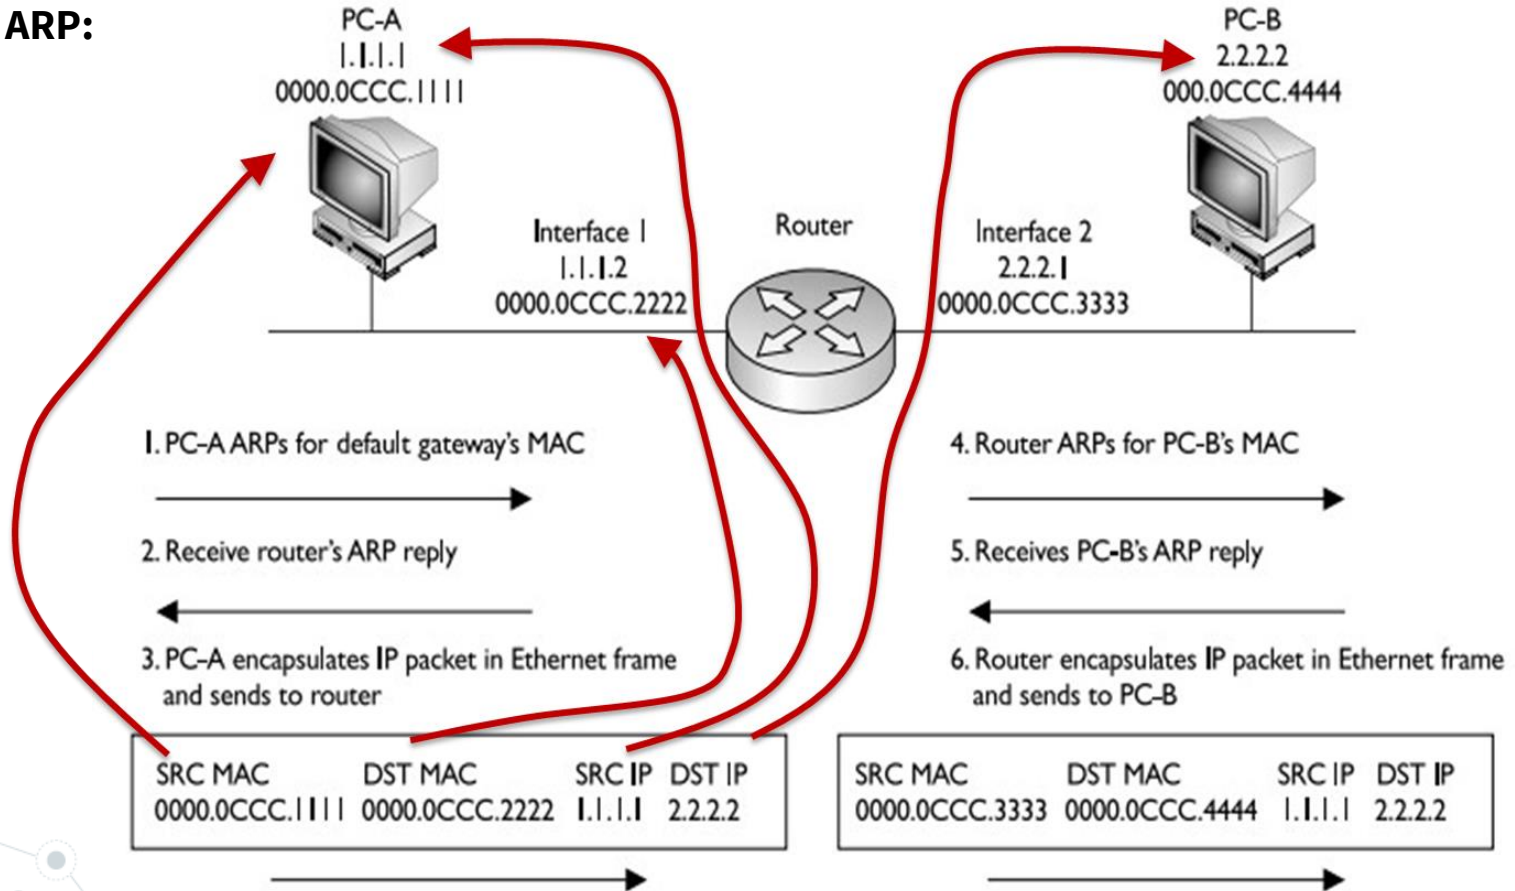 ARP:
PC-A
1.1.1.1
0000.0CCC.1111
PC-B
2.2.2.2
000.0CCC.4444
Interface 1
1.1.1.2
0000.0CCC.2222
Router
Interface 2
2.2.2.1
0000.0CCC.3333
1. PC-A ARPs for default gateway's MAC
2. Receive router's ARP reply
3. PC-A encapsulates IP packet in Ethernet frame
and sends to router
SRC MAC DST MAC SRC IP DST IP
0000.0CCC.1111 0000.0CCC.2222 1.1.1.1 2.2.2.2
4. Router ARPs for PC-B's MAC
5. Receives PC-B's ARP reply
6. Router encapsulates IP packet in Ethernet frame
and sends to PC-B
SRC MAC DST MAC SRC IP DST IP
0000.0CCC.3333 0000.0CCC.4444 1.1.1.1 2.2.2.2